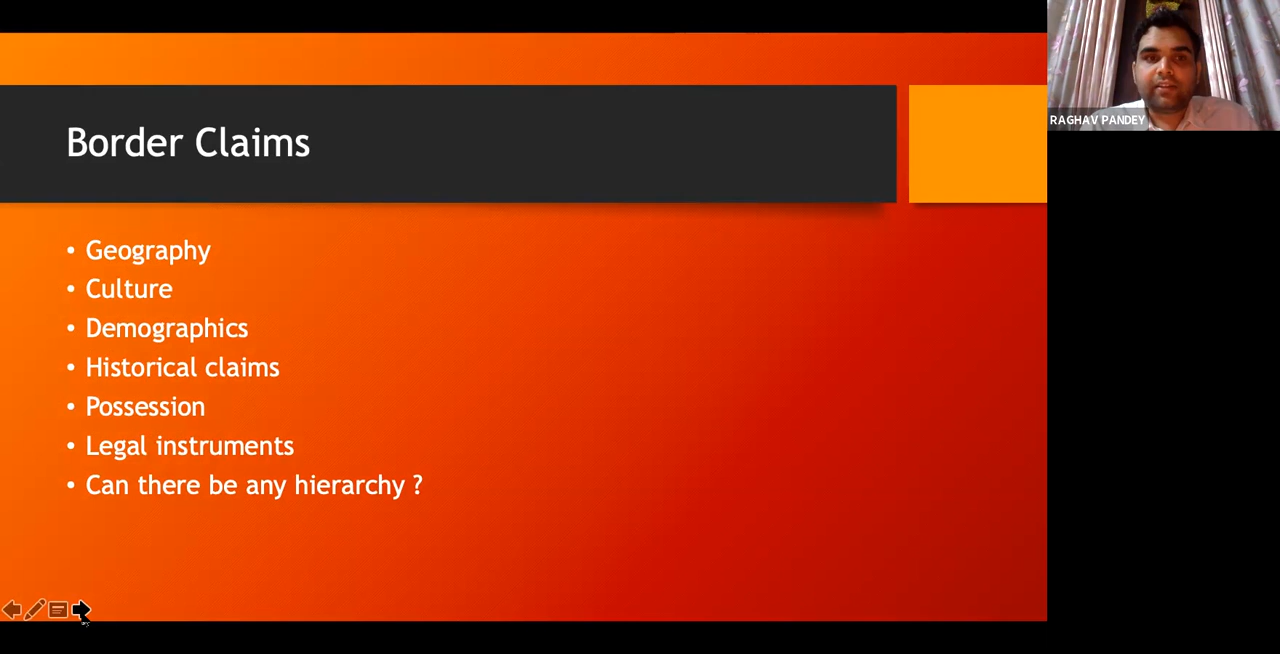 Border Claims
• Geography
• Culture
• Demographics
• Historical claims
• Possession
• Legal instruments
• Can there be any hierarchy ?
RAGHAV PANDEY